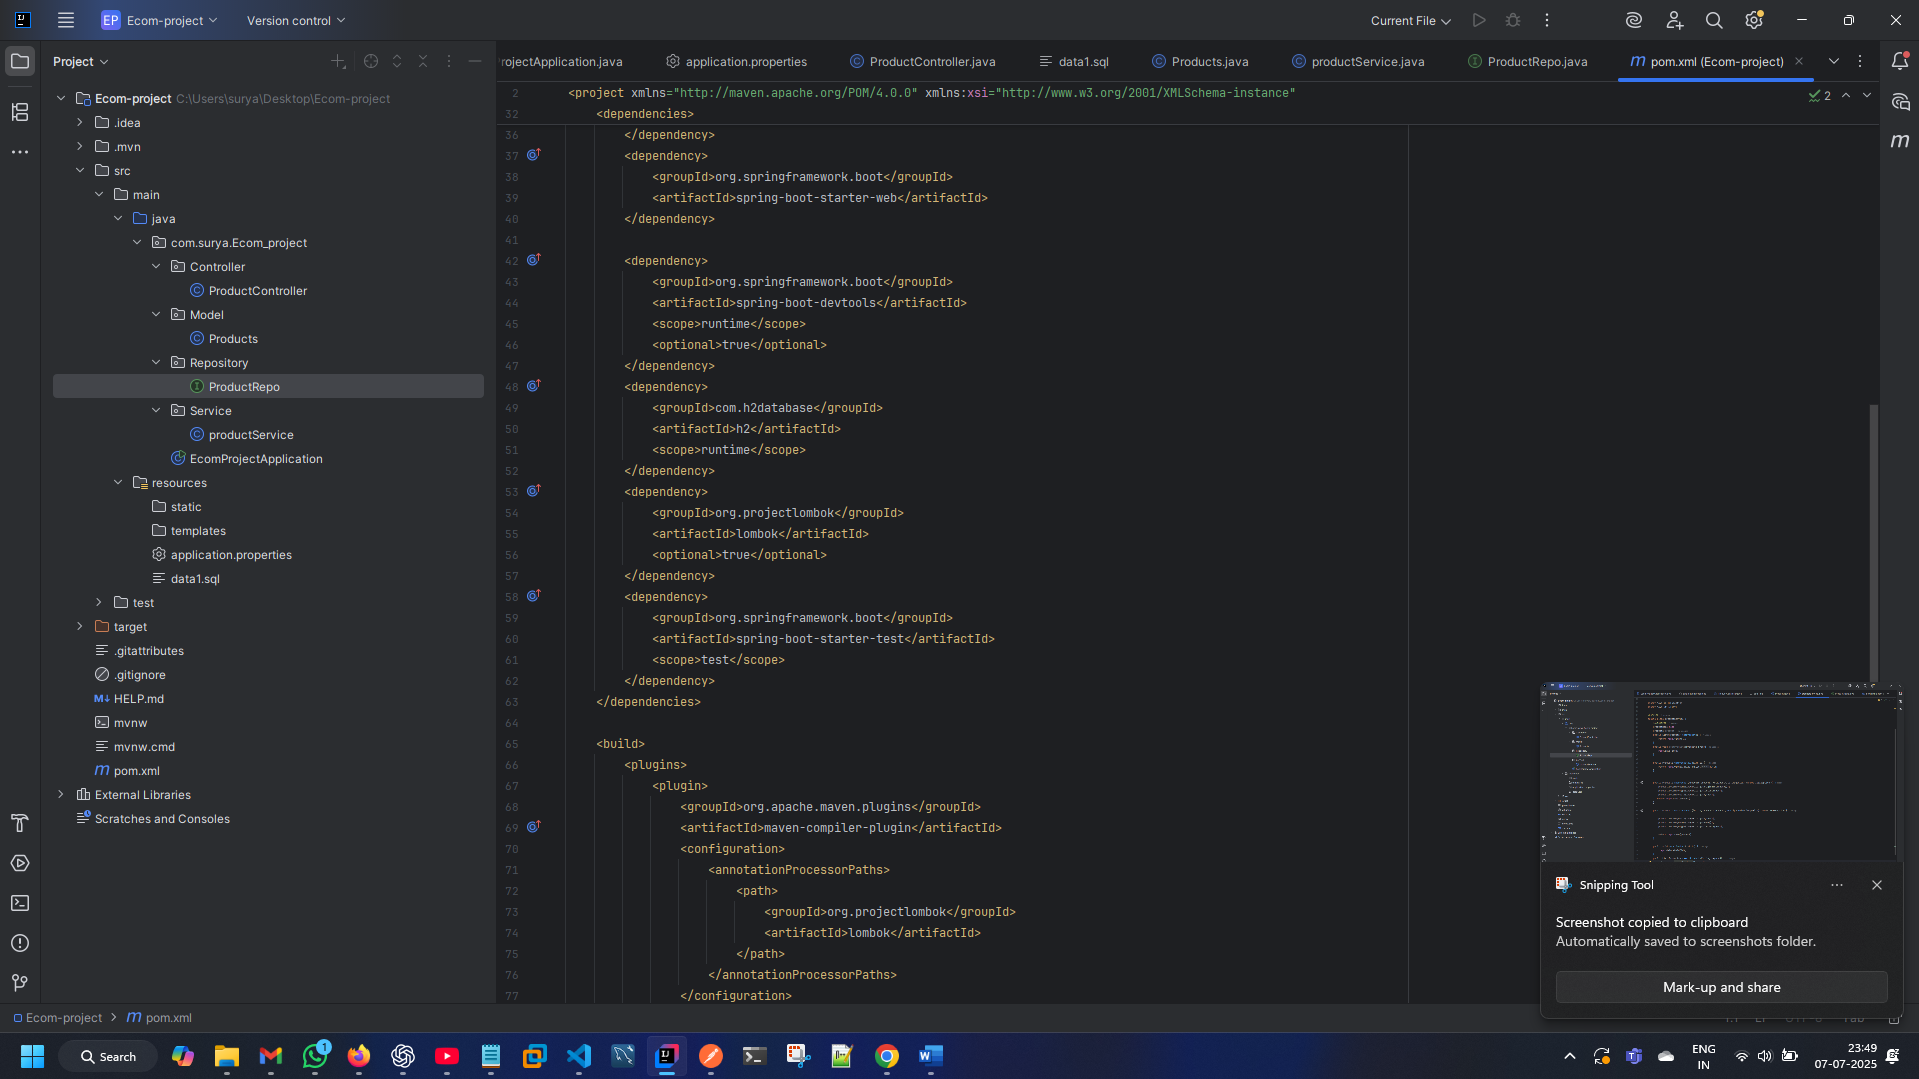 EP Ecom-project Version control Current File
Project
rojectApplication.java application.properties ProductController.java data1.sql Products.java productService.java ProductRepo.java pom.xml (Ecom-project)
Ecom-project C:\Users\surya\Desktop\Ecom-project
.idea
.mvn
src
main
java
com.surya.Ecom_project
Controller
ProductController
Model
Products
Repository
ProductRepo
Service
productService
EcomProjectApplication
resources
static
templates
application.properties
data1.sql
test
target
.gitattributes
.gitignore
HELP.md
mvnw
mvnw.cmd
pom.xml
External Libraries
Scratches and Consoles
2 <project xmlns="http://maven.apache.org/POM/4.0.0" xmlns:xsi="http://www.w3.org/2001/XMLSchema-instance" 2
32 <dependencies>
36 </dependency>
37 <dependency>
38 <groupId>org.springframework.boot</groupId>
39 <artifactId>spring-boot-starter-web</artifactId>
40 </dependency>
41
42 <dependency>
43 <groupId>org.springframework.boot</groupId>
44 <artifactId>spring-boot-devtools</artifactId>
45 <scope>runtime</scope>
46 <optional>true</optional>
47 </dependency>
48 <dependency>
49 <groupId>com.h2database</groupId>
50 <artifactId>h2</artifactId>
51 <scope>runtime</scope>
52 </dependency>
53 <dependency>
54 <groupId>org.projectlombok</groupId>
55 <artifactId>lombok</artifactId>
56 <optional>true</optional>
57 </dependency>
58 <dependency>
59 <groupId>org.springframework.boot</groupId>
60 <artifactId>spring-boot-starter-test</artifactId>
61 <scope>test</scope>
62 </dependency>
63 </dependencies>
64
65 <build>
66 <plugins>
67 <plugin>
68 <groupId>org.apache.maven.plugins</groupId>
69 <artifactId>maven-compiler-plugin</artifactId>
70 <configuration>
71 <annotationProcessorPaths>
72 <path>
73 <groupId>org.projectlombok</groupId>
74 <artifactId>lombok</artifactId>
75 </path>
76 </annotationProcessorPaths>
77 </configuration>
Snipping Tool
Screenshot copied to clipboard
Automatically saved to screenshots folder.
Mark-up and share
Ecom-project > pom.xml
Search
1
ENG
IN
23:49
07-07-2025